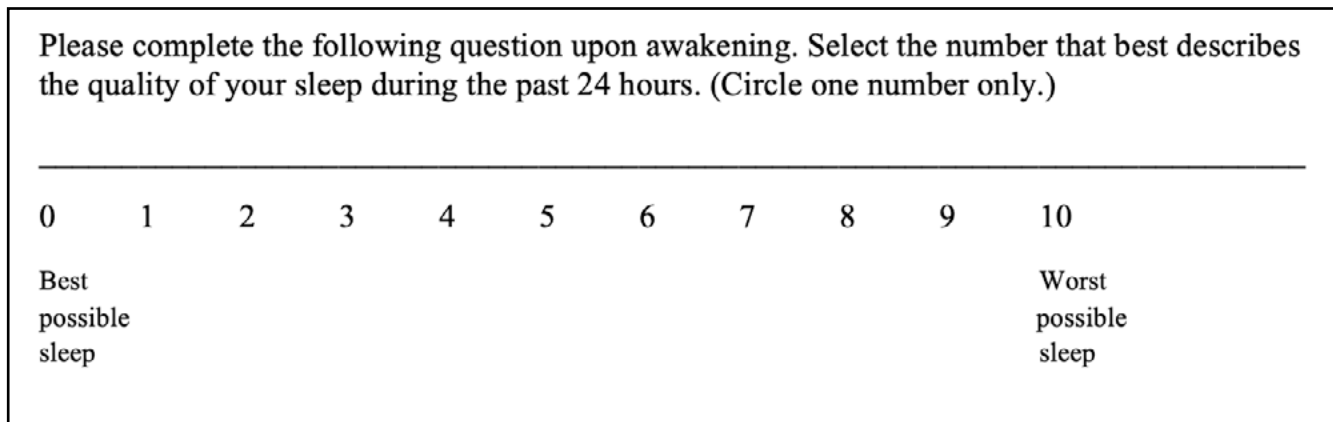 Please complete the following question upon awakening. Select the number that best describes
the quality of your sleep during the past 24 hours. (Circle one number only.)
0 1 2 3 4 5 6 7 8 9 10
Best Worst
possible possible
sleep sleep